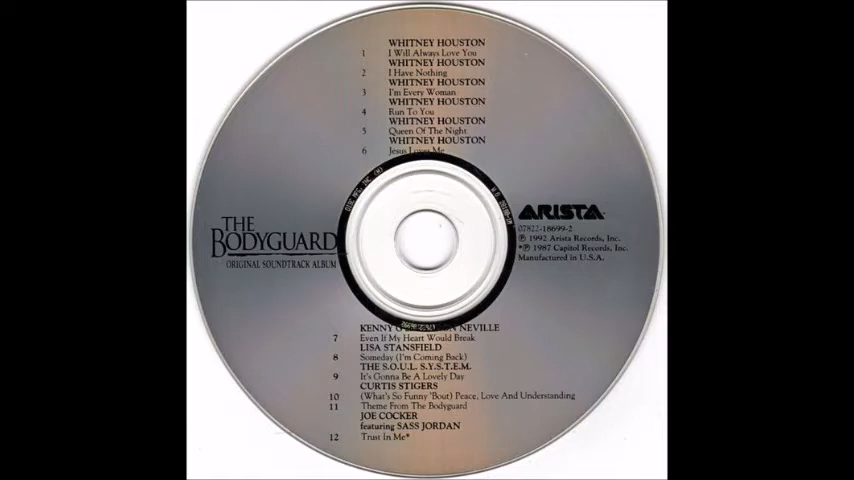 WHITNEY HOUSTON
1 I Will Always Love You
WHITNEY HOUSTON
2 I Have Nothing
WHITNEY HOUSTON
3 I'm Every Woman
WHITNEY HOUSTON
4 Run To You
WHITNEY HOUSTON
5 Queen Of The Night
WHITNEY HOUSTON
6 Jesus Loves Me
THE
BODYGUARD
ORIGINAL SOUNDTRACK ALBUM
ARISTA
07822-18699-2
℗ 1992 Arista Records, Inc.
*℗ 1987 Capitol Records, Inc.
Manufactured in U.S.A.
KENNY NEVILLE
7 Even If My Heart Would Break
LISA STANSFIELD
8 Someday (I'm Coming Back)
THE S.O.U.L. S.Y.S.T.E.M.
9 It's Gonna Be A Lovely Day
CURTIS STIGERS
10 (What's So Funny 'Bout) Peace, Love And Understanding
11 Theme From The Bodyguard
JOE COCKER
featuring SASS JORDAN
12 Trust In Me*